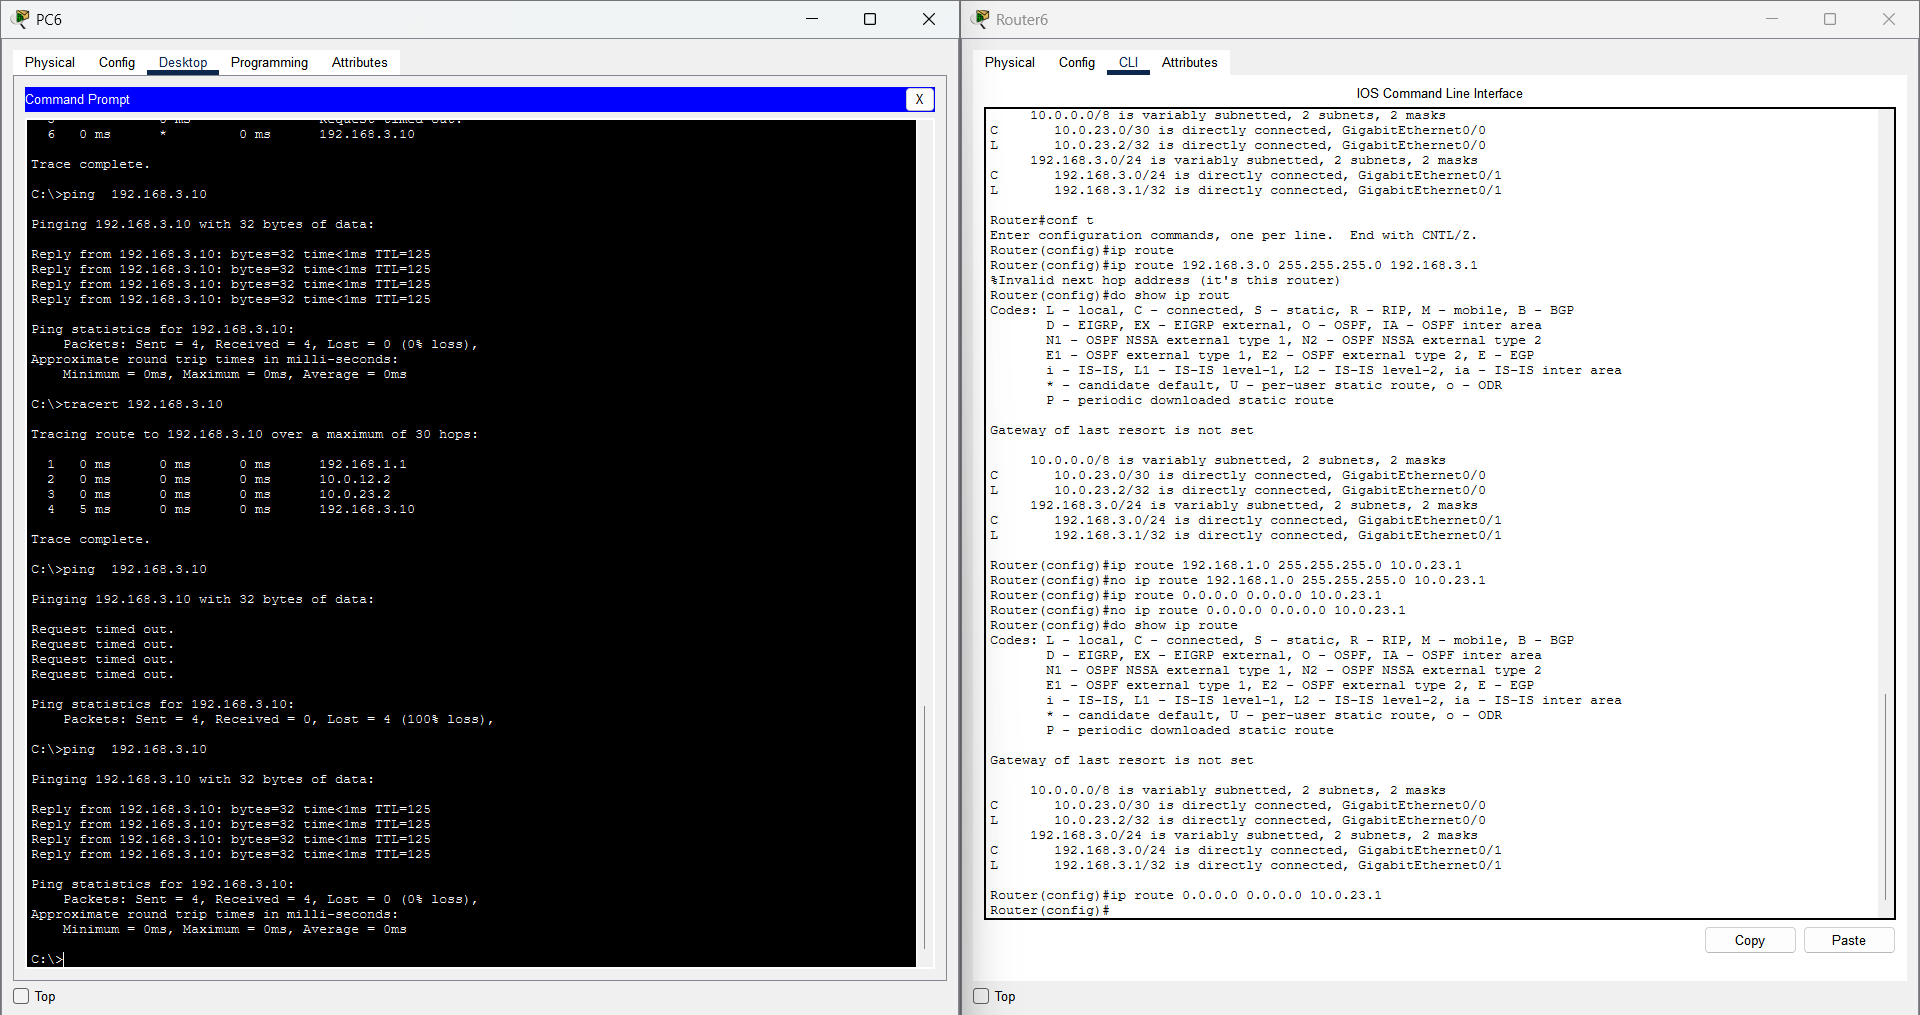 PC6
Physical Config Desktop Programming Attributes
Command Prompt X
6 0 ms * 0 ms 192.168.3.10
Trace complete.
C:\>ping 192.168.3.10
Pinging 192.168.3.10 with 32 bytes of data:
Reply from 192.168.3.10: bytes=32 time<1ms TTL=125
Reply from 192.168.3.10: bytes=32 time<1ms TTL=125
Reply from 192.168.3.10: bytes=32 time<1ms TTL=125
Reply from 192.168.3.10: bytes=32 time<1ms TTL=125
Ping statistics for 192.168.3.10:
Packets: Sent = 4, Received = 4, Lost = 0 (0% loss),
Approximate round trip times in milli-seconds:
Minimum = 0ms, Maximum = 0ms, Average = 0ms
C:\>tracert 192.168.3.10
Tracing route to 192.168.3.10 over a maximum of 30 hops:
1 0 ms 0 ms 0 ms 192.168.1.1
2 0 ms 0 ms 0 ms 10.0.12.2
3 0 ms 0 ms 0 ms 10.0.23.2
4 5 ms 0 ms 0 ms 192.168.3.10
Trace complete.
C:\>ping 192.168.3.10
Pinging 192.168.3.10 with 32 bytes of data:
Request timed out.
Request timed out.
Request timed out.
Request timed out.
Ping statistics for 192.168.3.10:
Packets: Sent = 4, Received = 0, Lost = 4 (100% loss),
C:\>ping 192.168.3.10
Pinging 192.168.3.10 with 32 bytes of data:
Reply from 192.168.3.10: bytes=32 time<1ms TTL=125
Reply from 192.168.3.10: bytes=32 time<1ms TTL=125
Reply from 192.168.3.10: bytes=32 time<1ms TTL=125
Reply from 192.168.3.10: bytes=32 time<1ms TTL=125
Ping statistics for 192.168.3.10:
Packets: Sent = 4, Received = 4, Lost = 0 (0% loss),
Approximate round trip times in milli-seconds:
Minimum = 0ms, Maximum = 0ms, Average = 0ms
C:\>
Top
Router6
Physical Config CLI Attributes
IOS Command Line Interface
10.0.0.0/8 is variably subnetted, 2 subnets, 2 masks
C 10.0.23.0/30 is directly connected, GigabitEthernet0/0
L 10.0.23.2/32 is directly connected, GigabitEthernet0/0
192.168.3.0/24 is variably subnetted, 2 subnets, 2 masks
C 192.168.3.0/24 is directly connected, GigabitEthernet0/1
L 192.168.3.1/32 is directly connected, GigabitEthernet0/1
Router#conf t
Enter configuration commands, one per line. End with CNTL/Z.
Router(config)#ip route
Router(config)#ip route 192.168.3.0 255.255.255.0 192.168.3.1
%Invalid next hop address (it's this router)
Router(config)#do show ip rout
Codes: L - local, C - connected, S - static, R - RIP, M - mobile, B - BGP
D - EIGRP, EX - EIGRP external, O - OSPF, IA - OSPF inter area
N1 - OSPF NSSA external type 1, N2 - OSPF NSSA external type 2
E1 - OSPF external type 1, E2 - OSPF external type 2, E - EGP
i - IS-IS, L1 - IS-IS level-1, L2 - IS-IS level-2, ia - IS-IS inter area
* - candidate default, U - per-user static route, o - ODR
P - periodic downloaded static route
Gateway of last resort is not set
10.0.0.0/8 is variably subnetted, 2 subnets, 2 masks
C 10.0.23.0/30 is directly connected, GigabitEthernet0/0
L 10.0.23.2/32 is directly connected, GigabitEthernet0/0
192.168.3.0/24 is variably subnetted, 2 subnets, 2 masks
C 192.168.3.0/24 is directly connected, GigabitEthernet0/1
L 192.168.3.1/32 is directly connected, GigabitEthernet0/1
Router(config)#ip route 192.168.1.0 255.255.255.0 10.0.23.1
Router(config)#no ip route 192.168.1.0 255.255.255.0 10.0.23.1
Router(config)#ip route 0.0.0.0 0.0.0.0 10.0.23.1
Router(config)#no ip route 0.0.0.0 0.0.0.0 10.0.23.1
Router(config)#do show ip route
Codes: L - local, C - connected, S - static, R - RIP, M - mobile, B - BGP
D - EIGRP, EX - EIGRP external, O - OSPF, IA - OSPF inter area
N1 - OSPF NSSA external type 1, N2 - OSPF NSSA external type 2
E1 - OSPF external type 1, E2 - OSPF external type 2, E - EGP
i - IS-IS, L1 - IS-IS level-1, L2 - IS-IS level-2, ia - IS-IS inter area
* - candidate default, U - per-user static route, o - ODR
P - periodic downloaded static route
Gateway of last resort is not set
10.0.0.0/8 is variably subnetted, 2 subnets, 2 masks
C 10.0.23.0/30 is directly connected, GigabitEthernet0/0
L 10.0.23.2/32 is directly connected, GigabitEthernet0/0
192.168.3.0/24 is variably subnetted, 2 subnets, 2 masks
C 192.168.3.0/24 is directly connected, GigabitEthernet0/1
L 192.168.3.1/32 is directly connected, GigabitEthernet0/1
Router(config)#ip route 0.0.0.0 0.0.0.0 10.0.23.1
Router(config)#
Copy Paste
Top